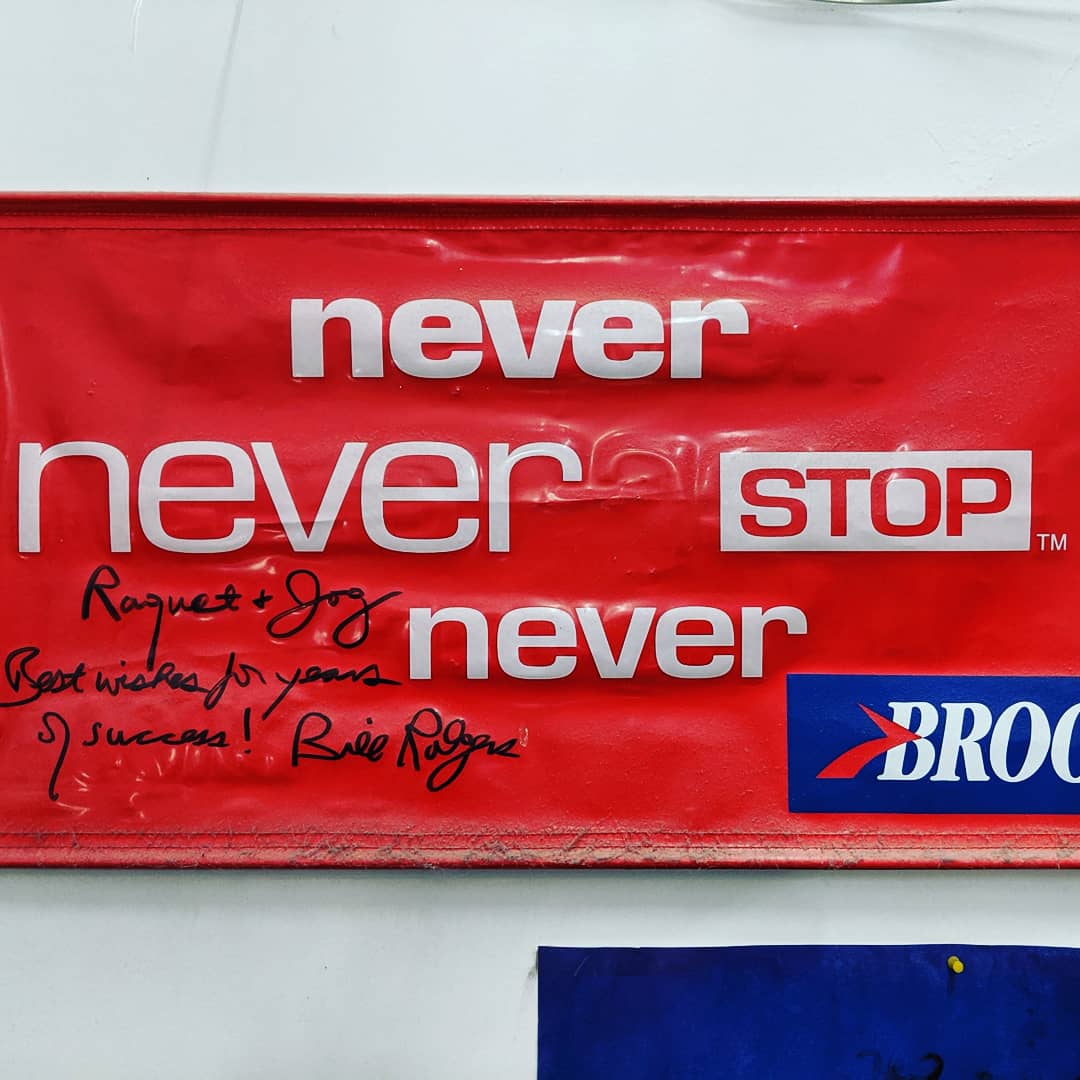 never
never STOP™
never
Raquet + Jog
Best wishes for years
of success! Bill Rodgers
BROO